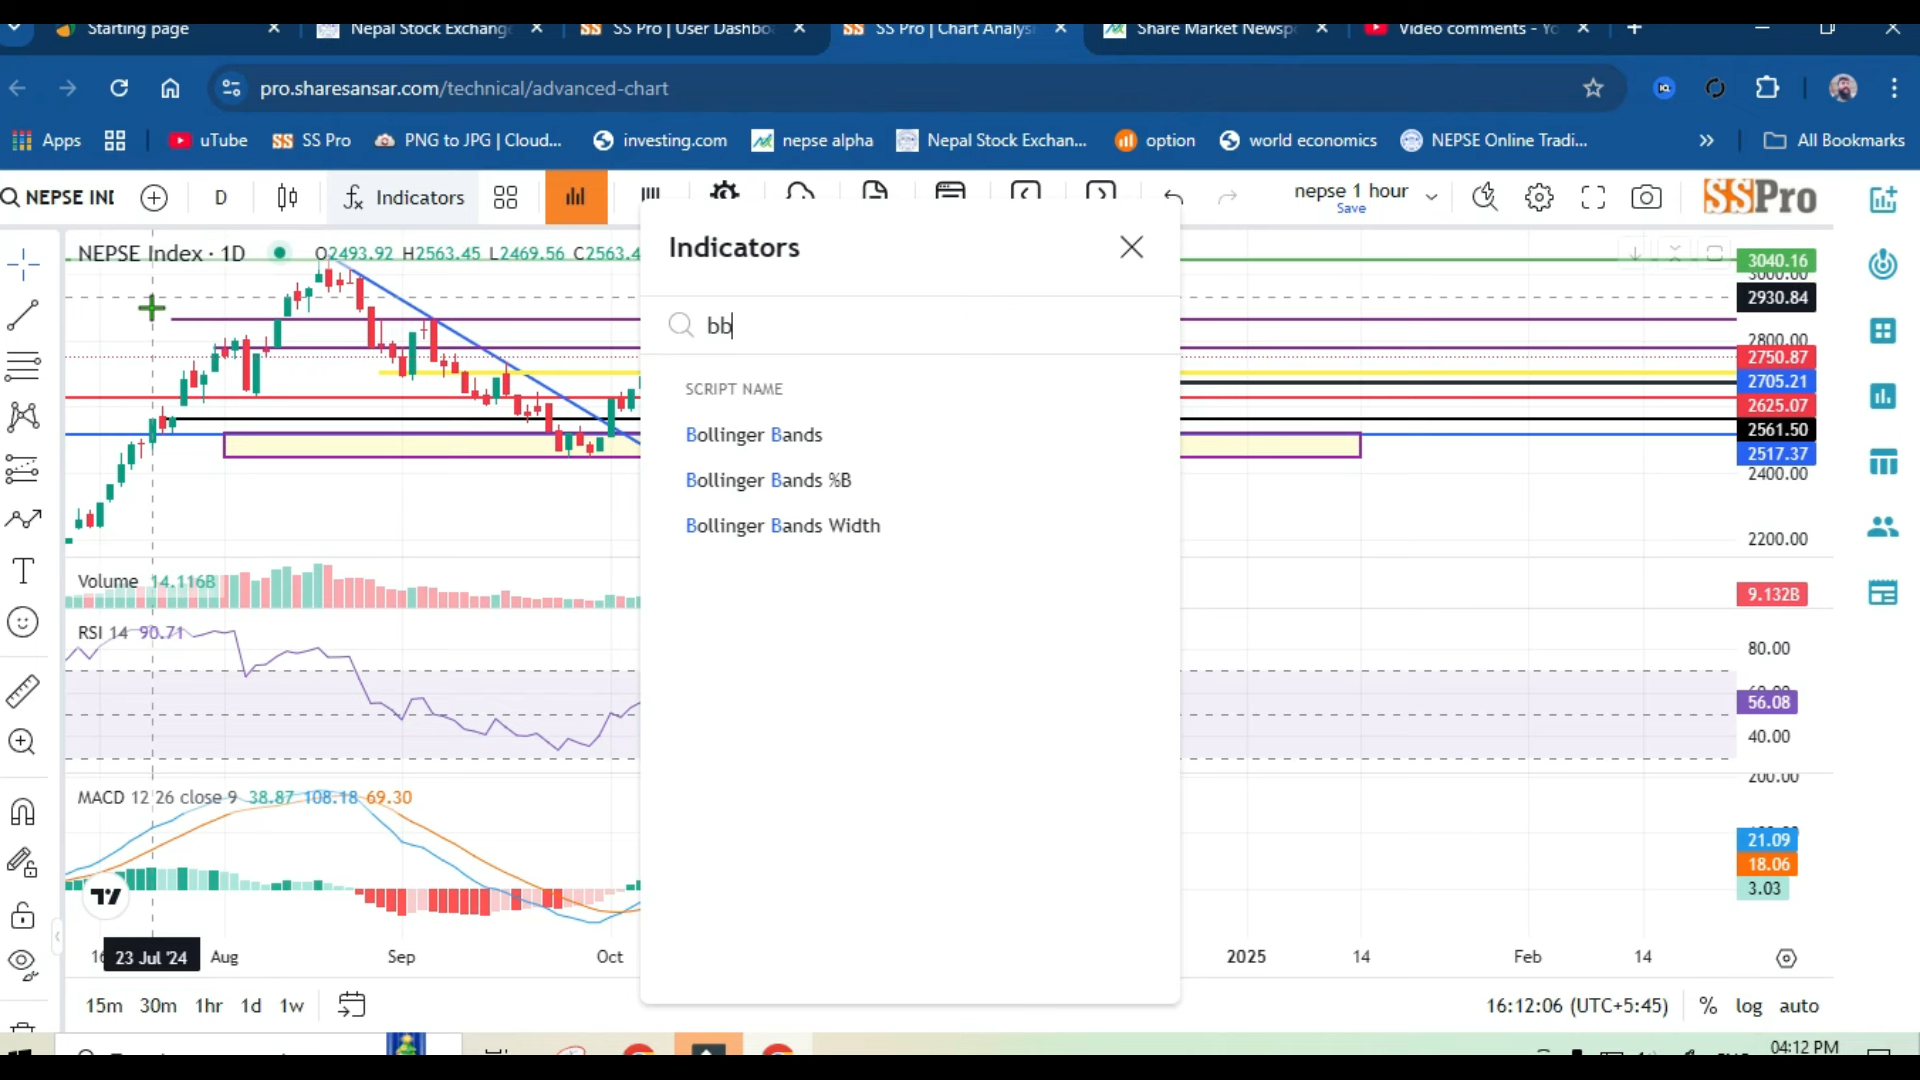 Starting page
Nepal Stock Exchang
SS Pro | User Dashbo
SS Pro | Chart Analysi
Share Market Newsp
Video comments - Yo
pro.sharesansar.com/technical/advanced-chart
Apps
uTube
SS Pro
PNG to JPG | Cloud...
investing.com
nepse alpha
Nepal Stock Exchan...
option
world economics
NEPSE Online Tradi...
All Bookmarks
NEPSE INI
D
Indicators
nepse 1 hour
Save
SSPro
NEPSE Index · 1D O2493.92 H2563.45 L2469.56 C2563.4
Indicators
bb
SCRIPT NAME
Bollinger Bands
Bollinger Bands %B
Bollinger Bands Width
3040.16
3000.00
2930.84
2800.00
2750.87
2705.21
2625.07
2561.50
2517.37
2400.00
2200.00
Volume 14.116B
9.132B
RSI 14 90.71
80.00
56.08
40.00
MACD 12 26 close 9 38.87 108.18 69.30
200.00
21.09
18.06
3.03
23 Jul '24
Aug
Sep
Oct
2025
14
Feb
14
15m 30m 1hr 1d 1w
16:12:06 (UTC+5:45)
% log auto
04:12 PM